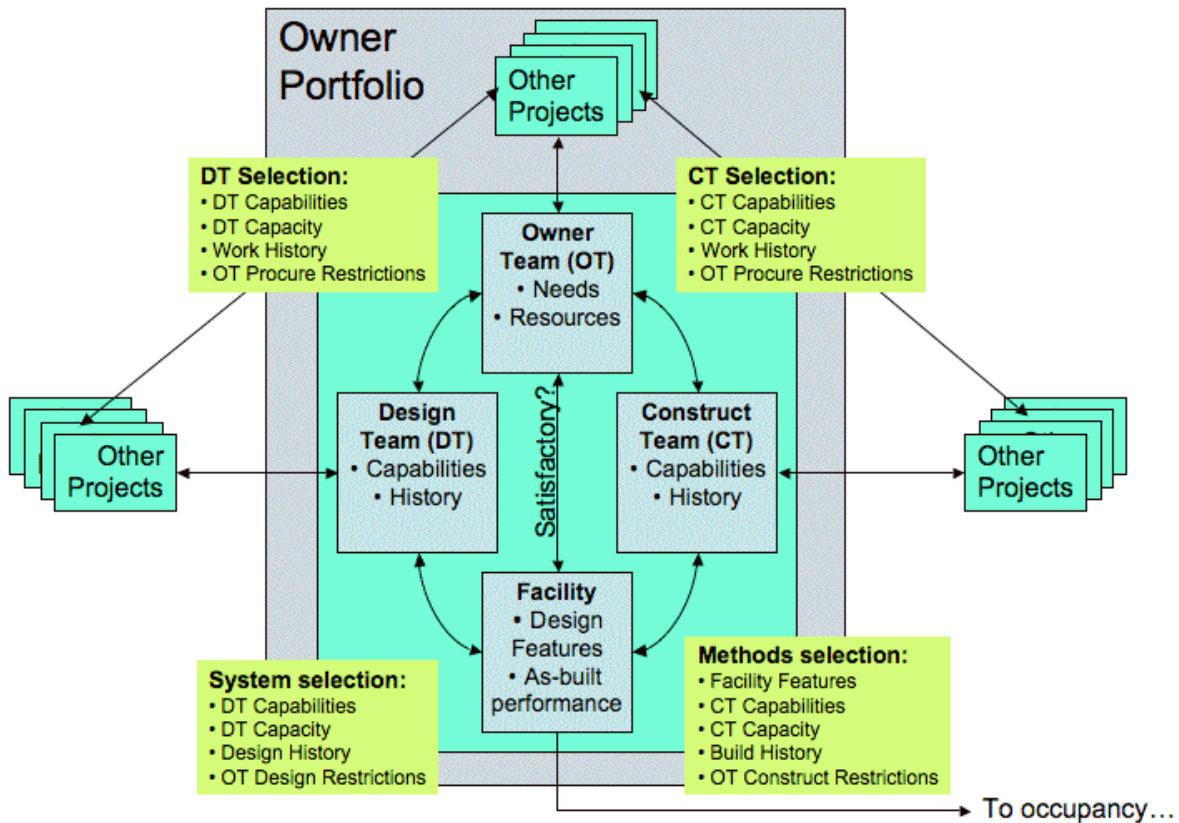 Owner
Portfolio
Other
Projects
DT Selection:
• DT Capabilities
• DT Capacity
• Work History
• OT Procure Restrictions
CT Selection:
• CT Capabilities
• CT Capacity
• Work History
• OT Procure Restrictions
Owner
Team (OT)
• Needs
• Resources
Satisfactory?
Design
Team (DT)
• Capabilities
• History
Construct
Team (CT)
• Capabilities
• History
Other
Projects
Other
Projects
Facility
• Design
Features
• As-built
performance
System selection:
• DT Capabilities
• DT Capacity
• Design History
• OT Design Restrictions
Methods selection:
• Facility Features
• CT Capabilities
• CT Capacity
• Build History
• OT Construct Restrictions
To occupancy…